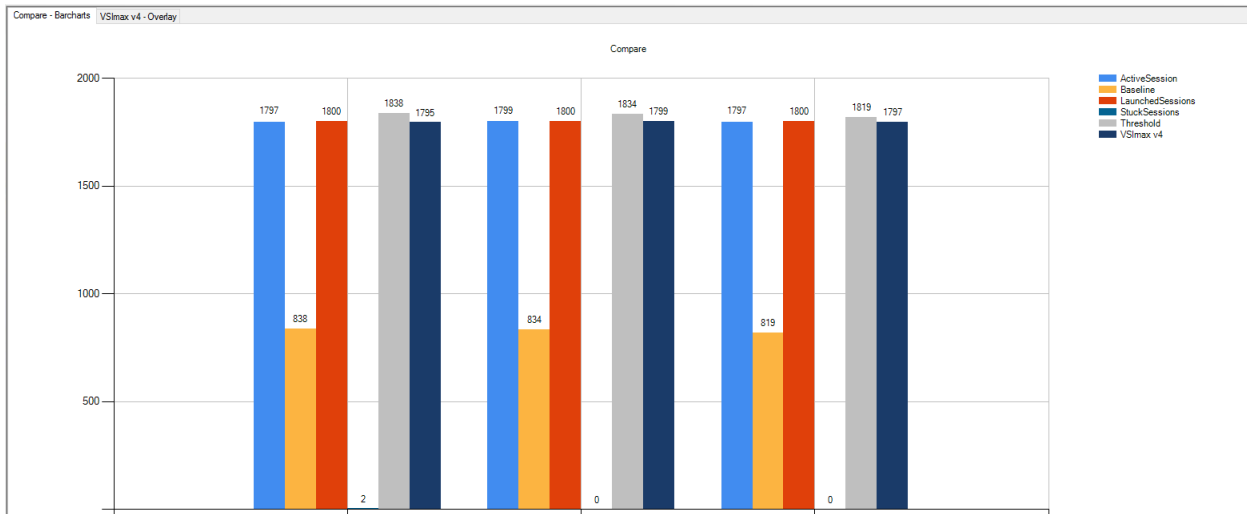 Compare - Barcharts VSImax v4 - Overlay
Compare
2000
1500
1000
500
1797 838 1800 2 1838 1795
1799 834 1800 0 1834 1799
1797 819 1800 0 1819 1797
ActiveSession
Baseline
LaunchedSessions
StuckSessions
Threshold
VSImax v4